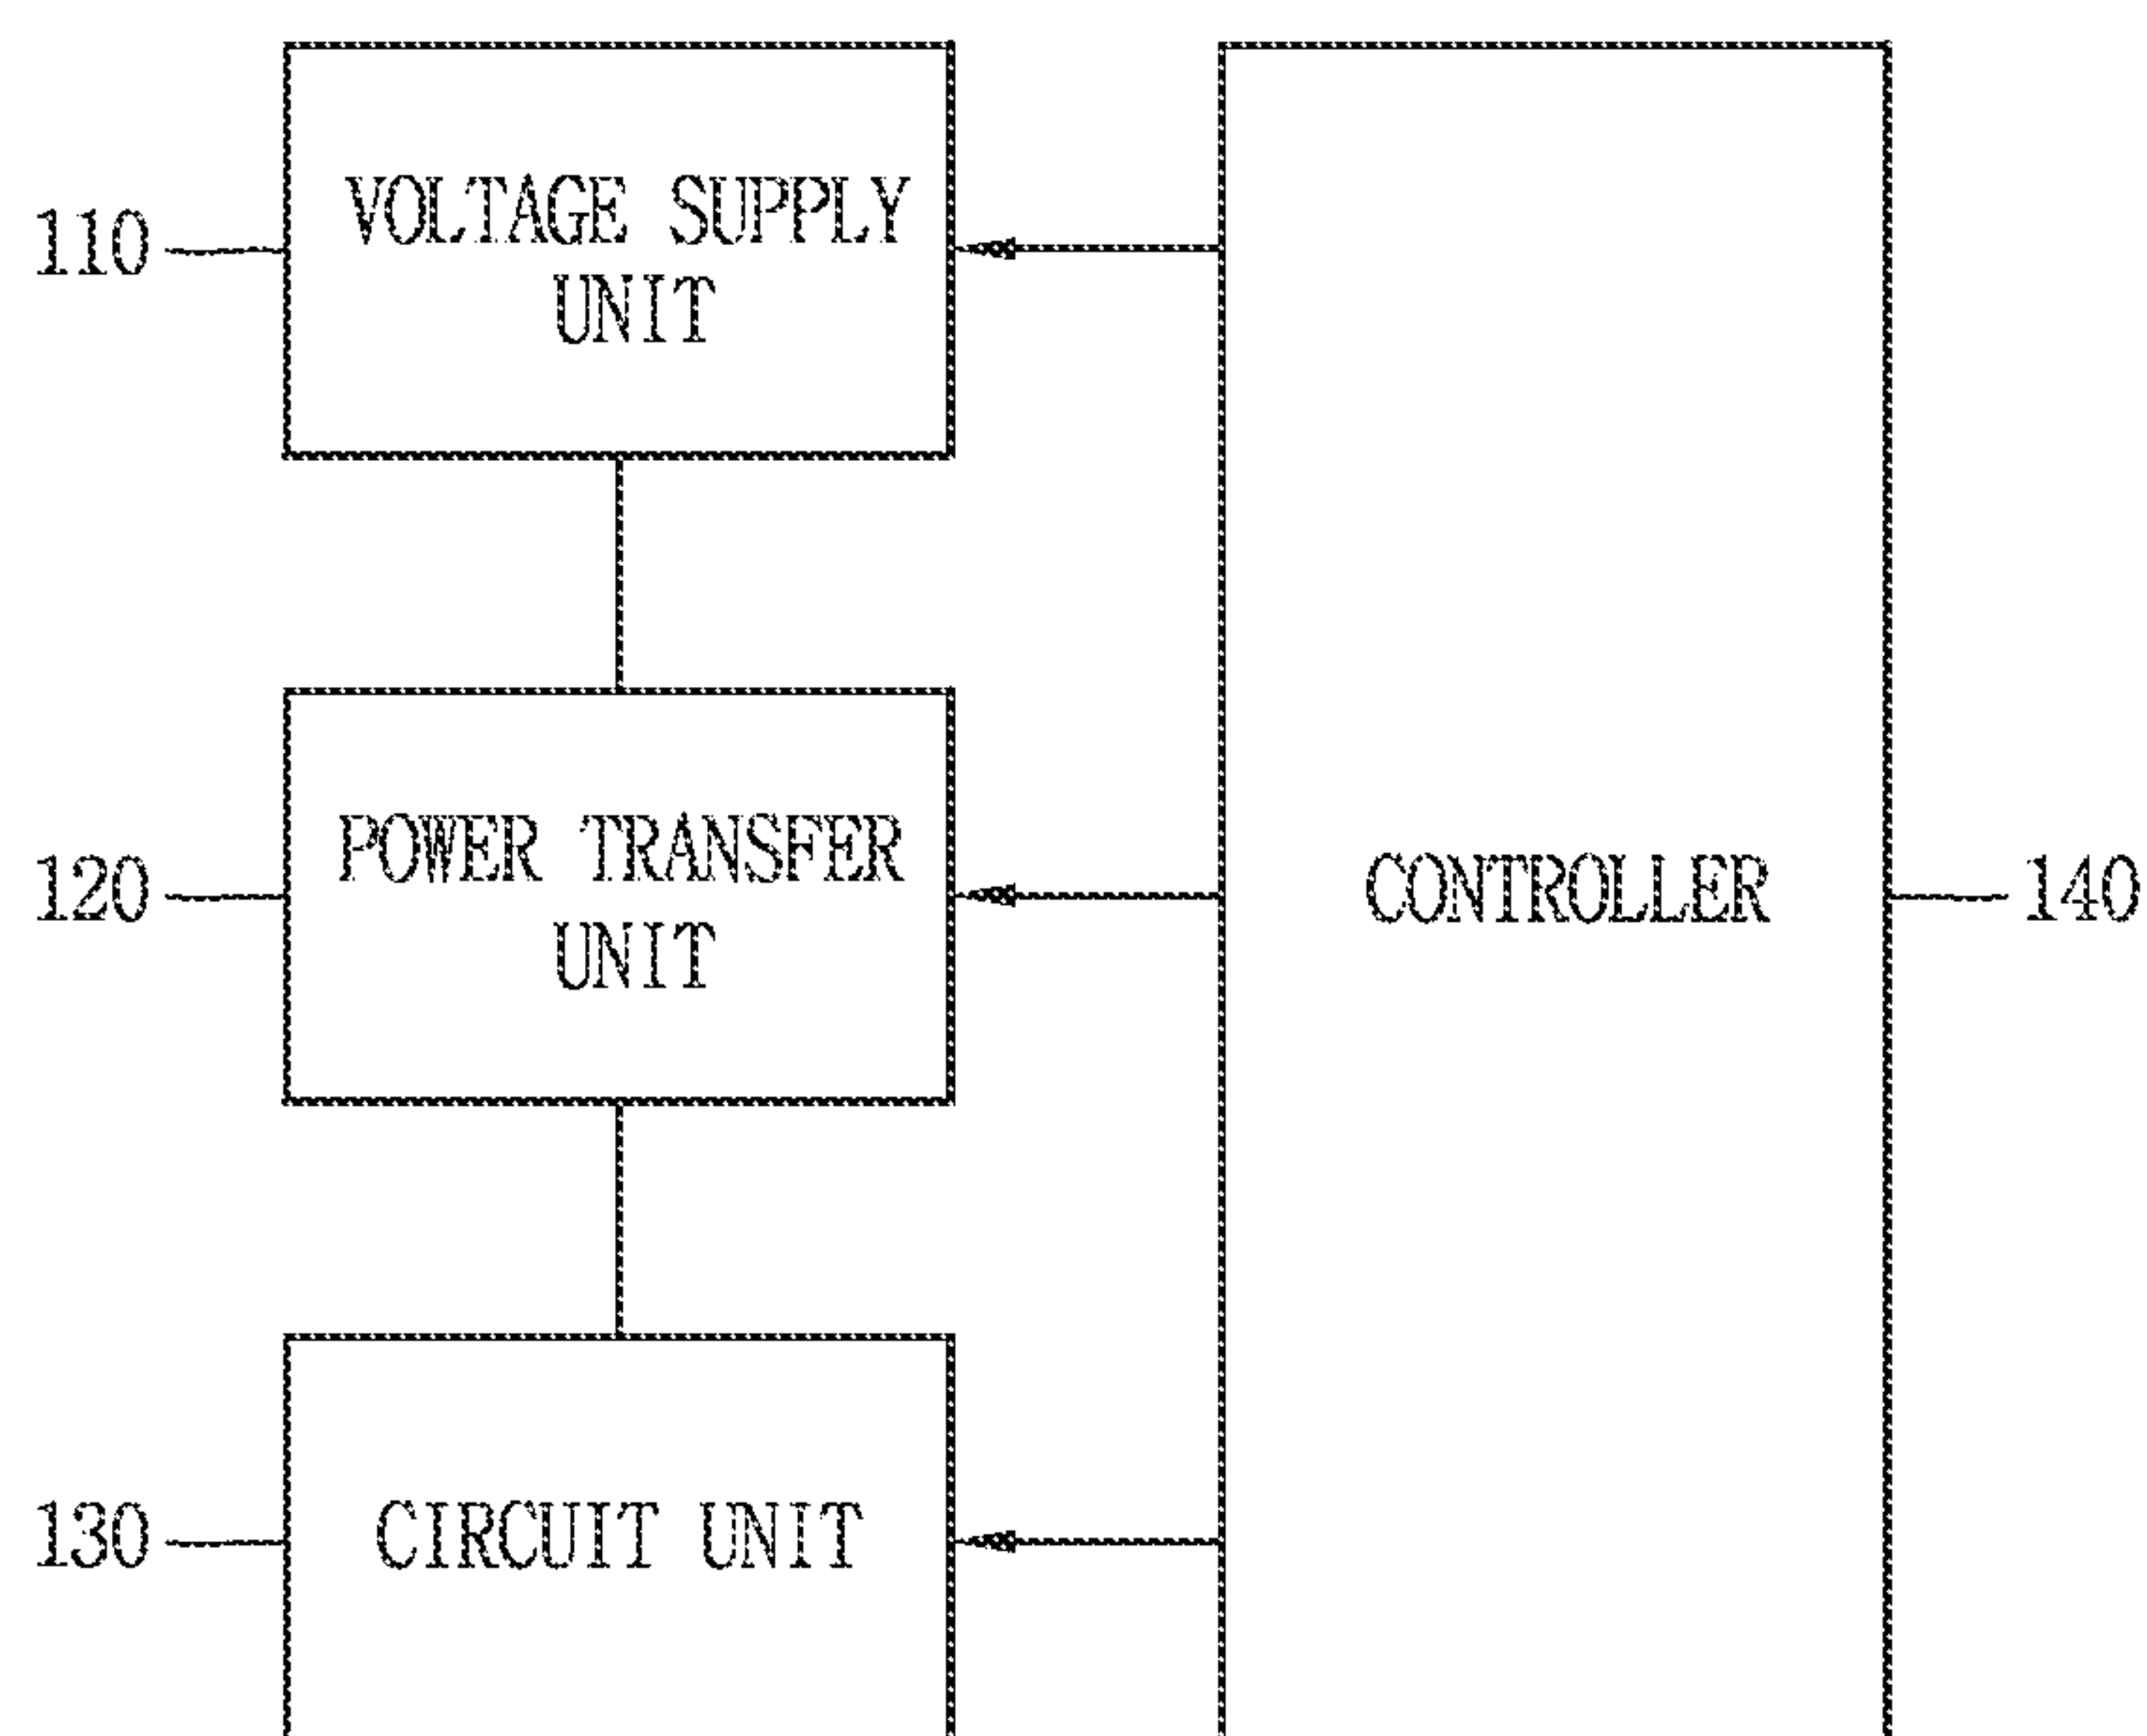 110
VOLTAGE SUPPLY
UNIT
120
POWER TRANSFER
UNIT
CONTROLLER
140
130
CIRCUIT UNIT